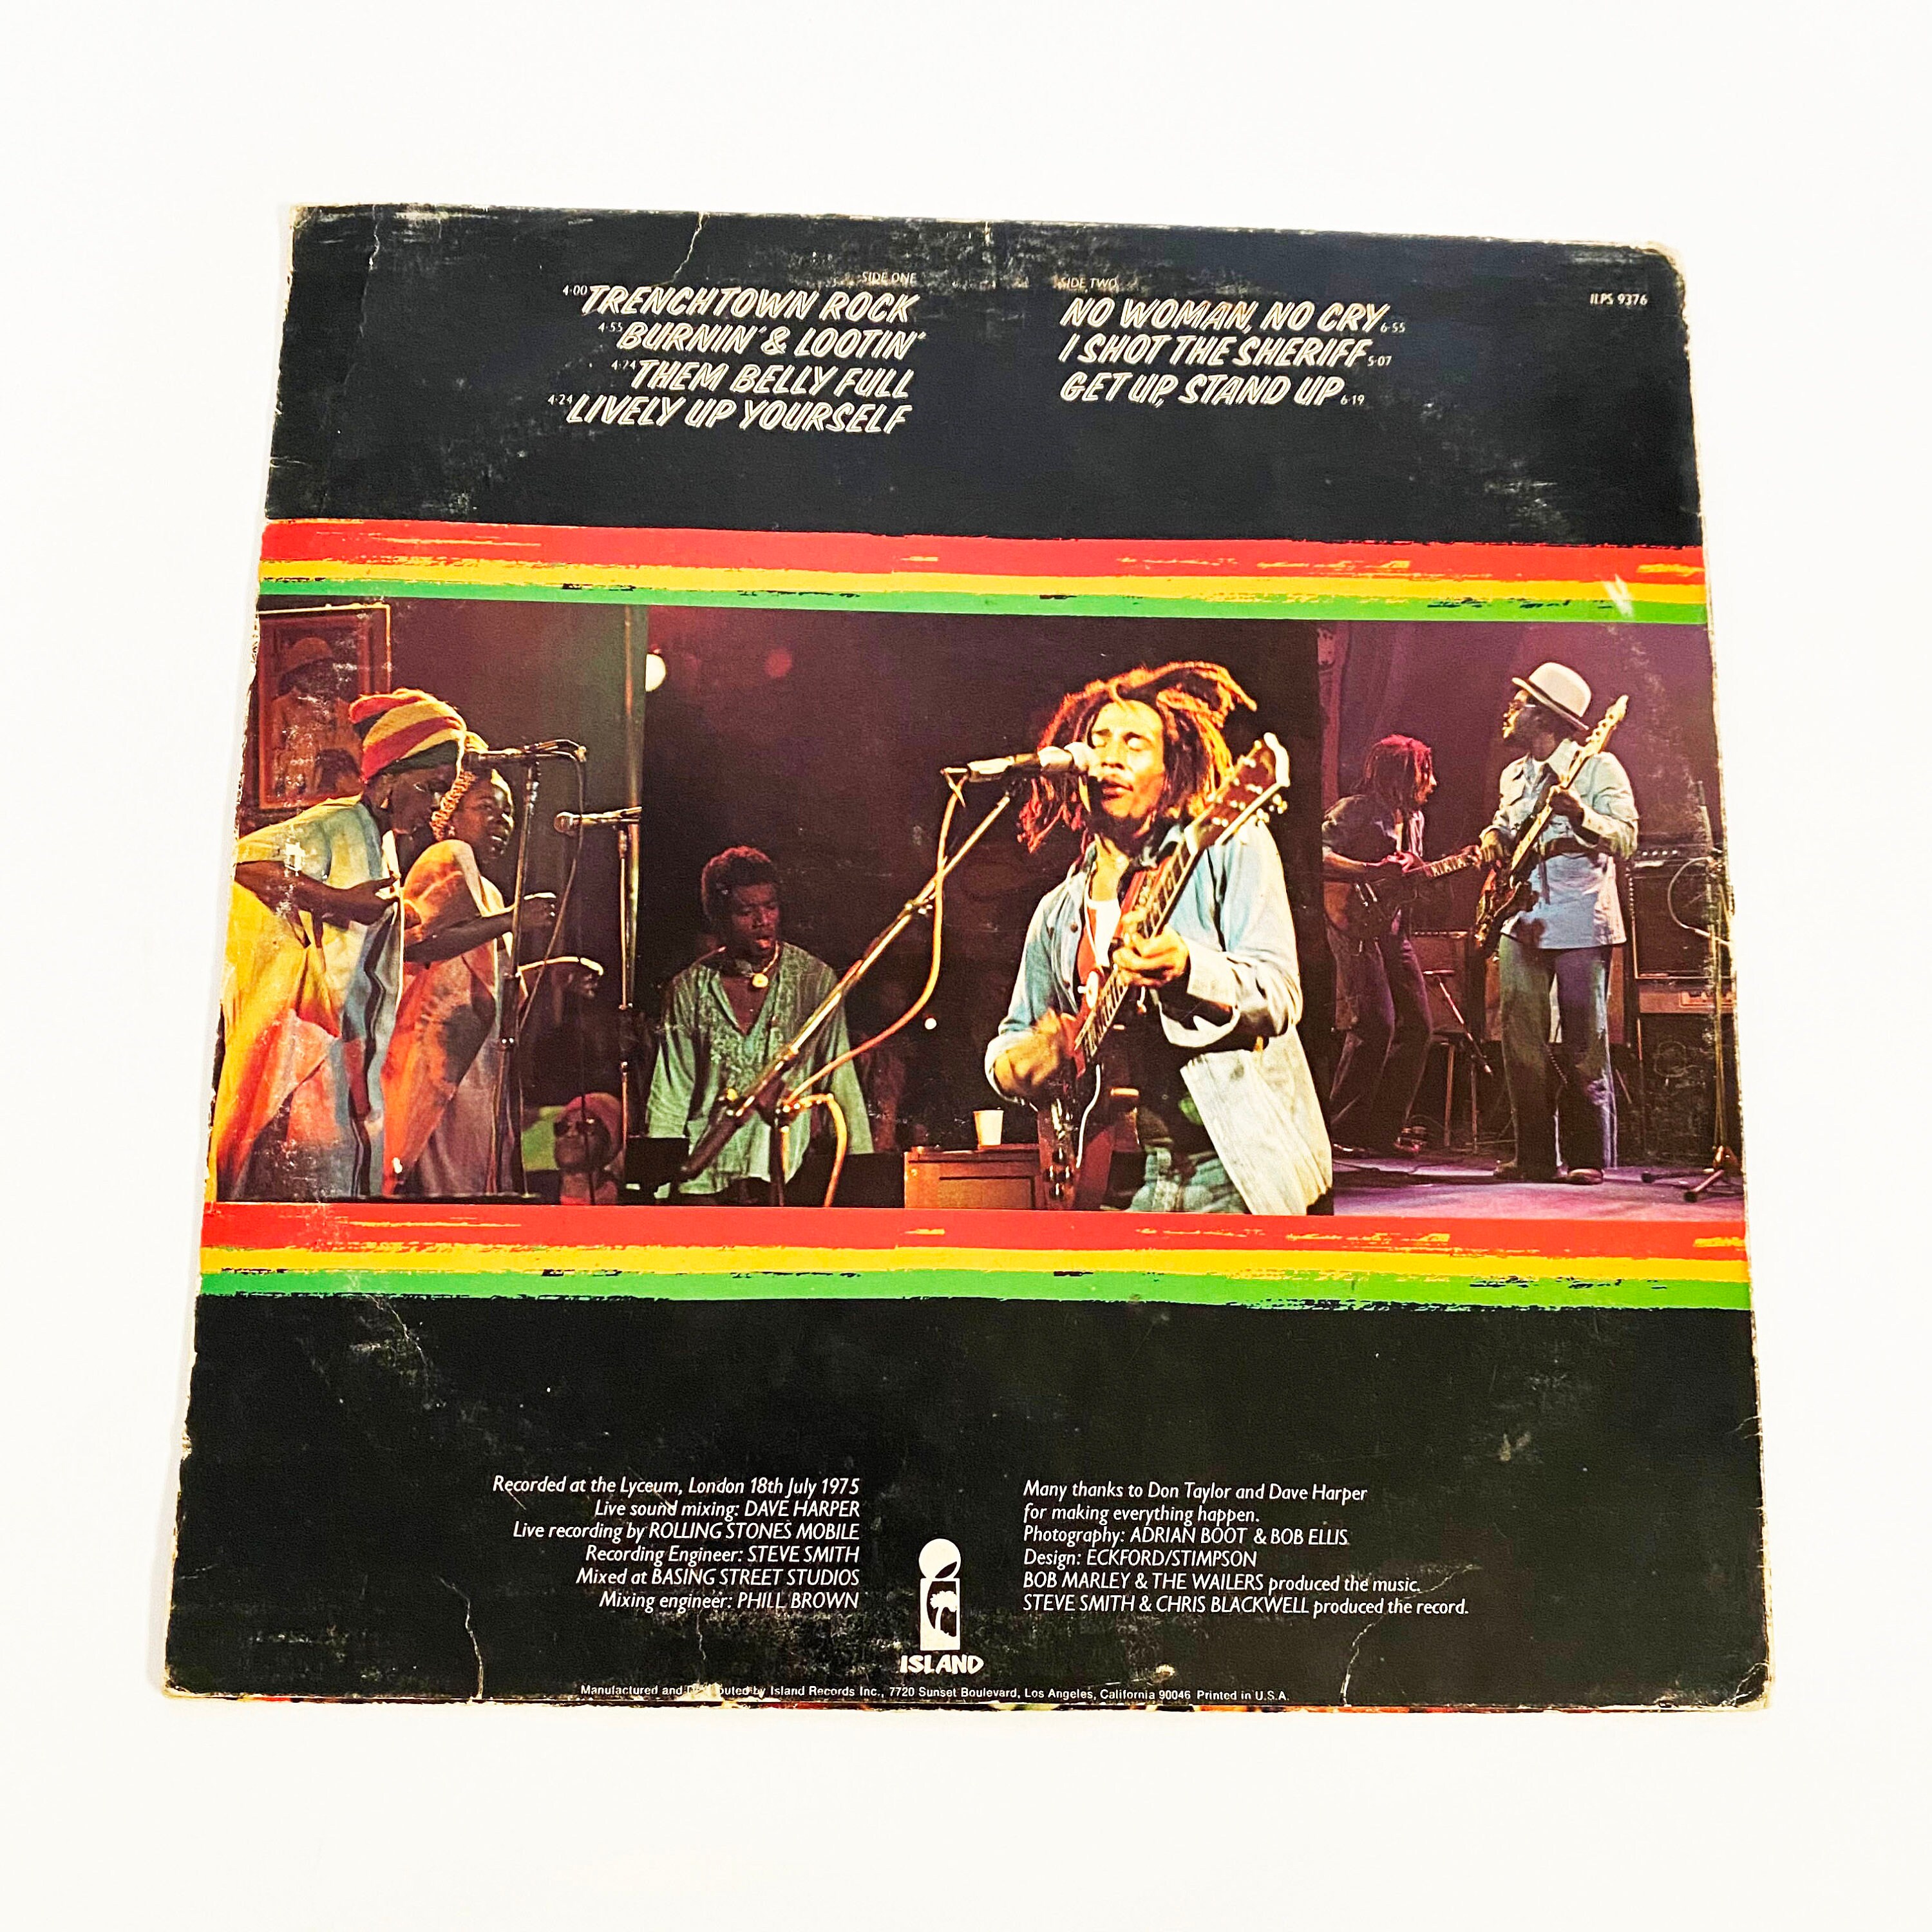 SIDE ONE
4·00 TRENCHTOWN ROCK
4·55 BURNIN' & LOOTIN'
4·24 THEM BELLY FULL
4·24 LIVELY UP YOURSELF
SIDE TWO
NO WOMAN, NO CRY 6·55
I SHOT THE SHERIFF 5·07
GET UP, STAND UP 6·19
ILPS 9376
Recorded at the Lyceum, London 18th July 1975
Live sound mixing: DAVE HARPER
Live recording by ROLLING STONES MOBILE
Recording Engineer: STEVE SMITH
Mixed at BASING STREET STUDIOS
Mixing engineer: PHILL BROWN
Many thanks to Don Taylor and Dave Harper
for making everything happen.
Photography: ADRIAN BOOT & BOB ELLIS
Design: ECKFORD/STIMPSON
BOB MARLEY & THE WAILERS produced the music.
STEVE SMITH & CHRIS BLACKWELL produced the record.
ISLAND
Manufactured and Distributed by Island Records Inc., 7720 Sunset Boulevard, Los Angeles, California 90046 Printed in U.S.A.